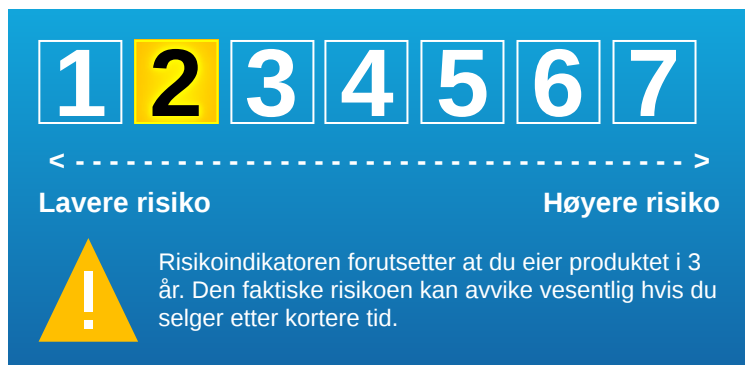 1 2 3 4 5 6 7
< - - - - - - - - - - - - - - - - - - - - - - - - - - - - - - - - - - - - >
Lavere risiko Høyere risiko
!
Risikoindikatoren forutsetter at du eier produktet i 3
år. Den faktiske risikoen kan avvike vesentlig hvis du
selger etter kortere tid.